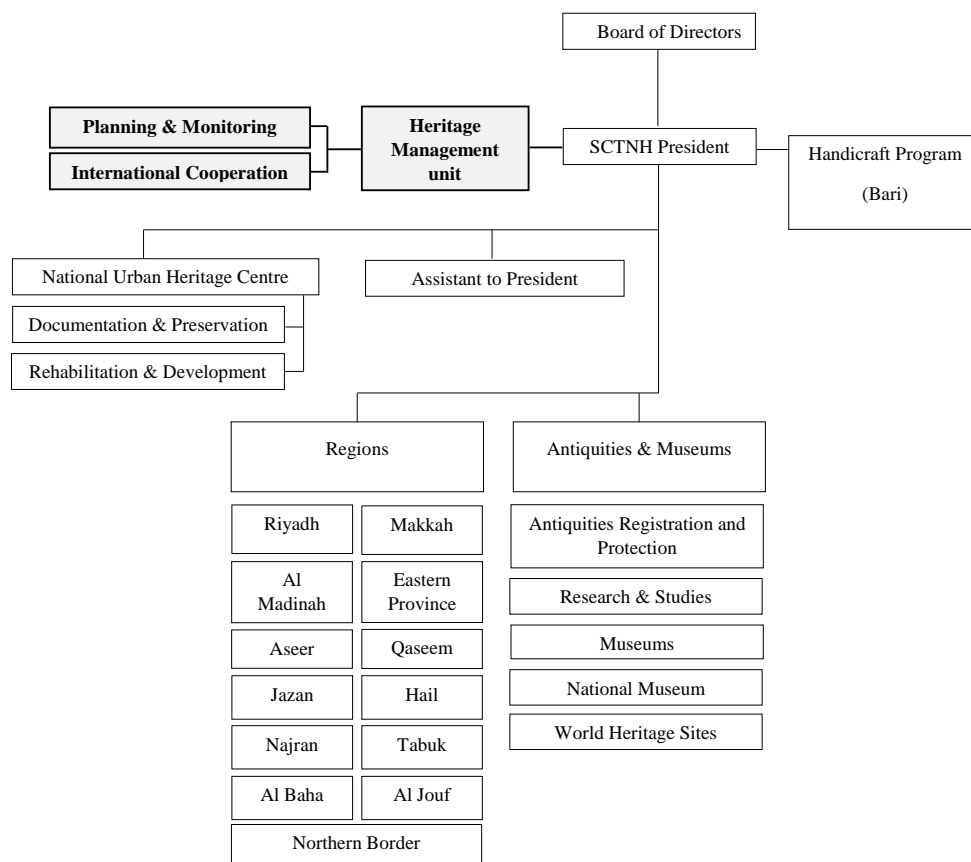 Board of Directors
Planning & Monitoring
International Cooperation
Heritage
Management
unit
SCTNH President
Handicraft Program
(Bari)
National Urban Heritage Centre
Assistant to President
Documentation & Preservation
Rehabilitation & Development
Regions
Antiquities & Museums
Riyadh
Makkah
Al
Madinah
Eastern
Province
Aseer
Qaseem
Jazan
Hail
Najran
Tabuk
Al Baha
Al Jouf
Northern Border
Antiquities Registration and
Protection
Research & Studies
Museums
National Museum
World Heritage Sites